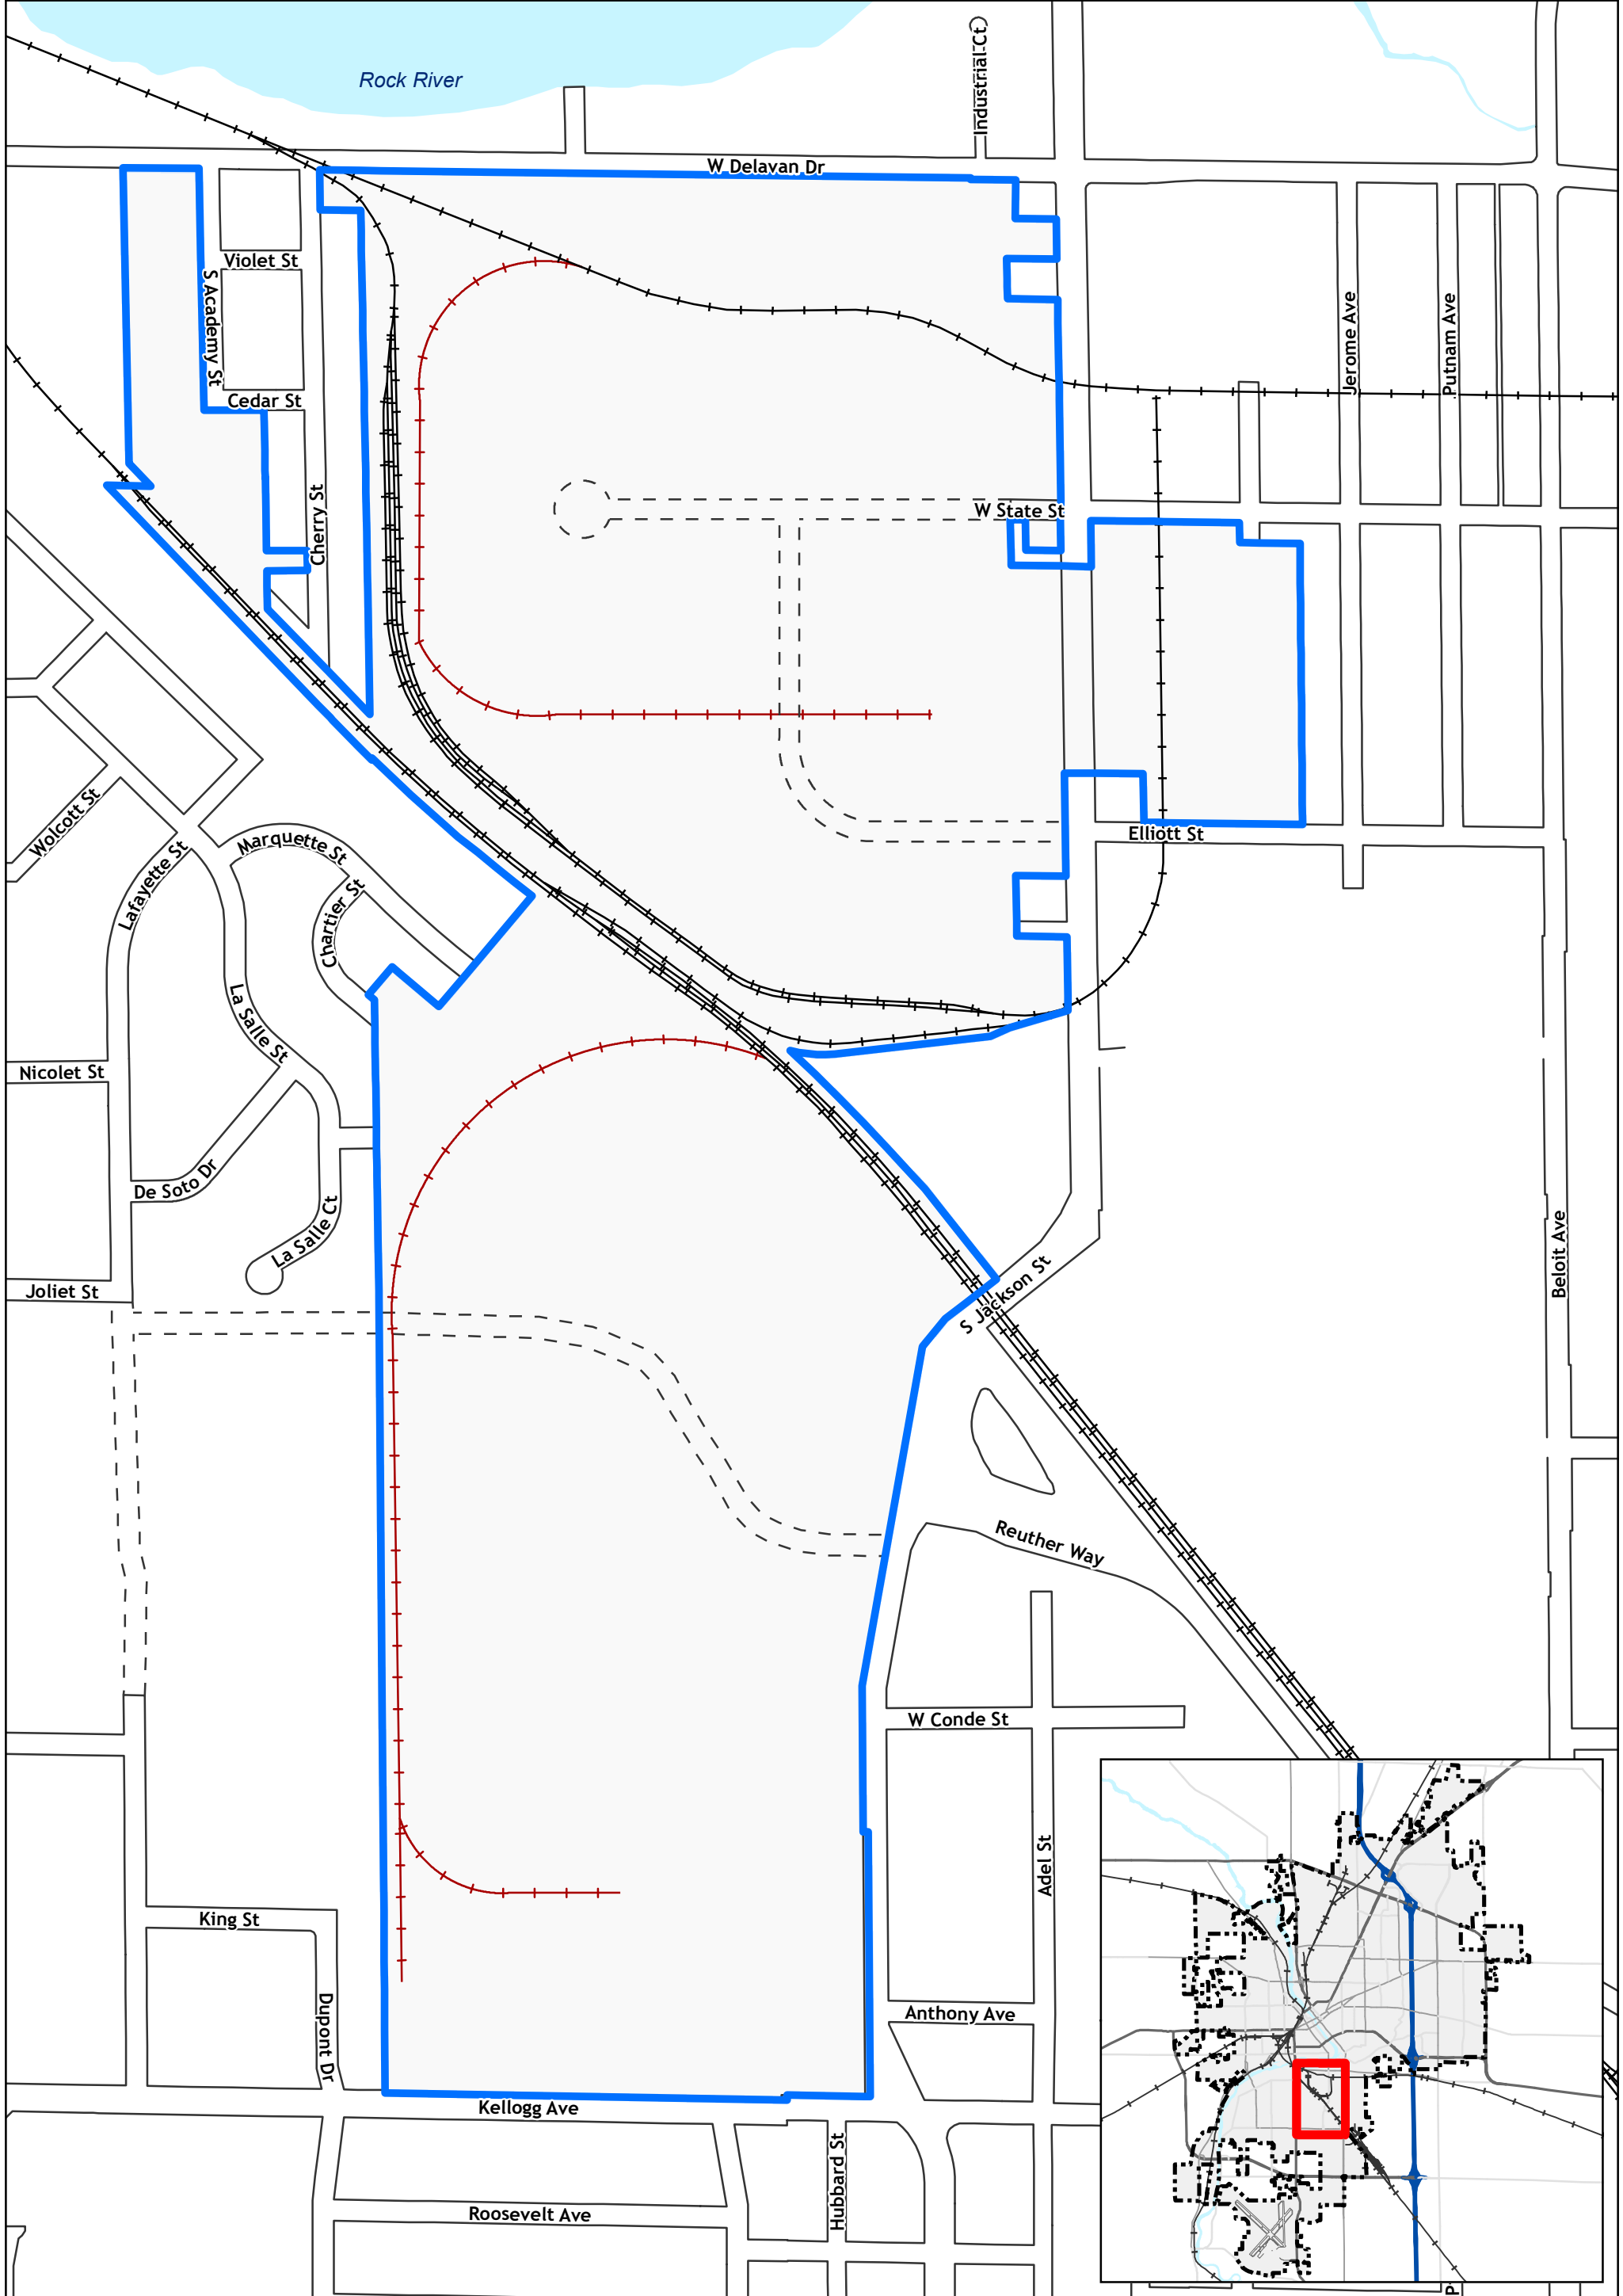 Industrial Ct
Rock River
W Delavan Dr
Violet St
S Academy St
Jerome Ave
Putnam Ave
Cedar St
Cherry St
W State St
Wolcott St
Marquette St
Elliott St
Lafayette St
Chartier St
La Salle St
Nicolet St
De Soto Dr
La Salle Ct
Beloit Ave
Joliet St
S Jackson St
Reuther Way
W Conde St
Adel St
King St
Anthony Ave
Dupont Dr
Kellogg Ave
Hubbard St
Roosevelt Ave